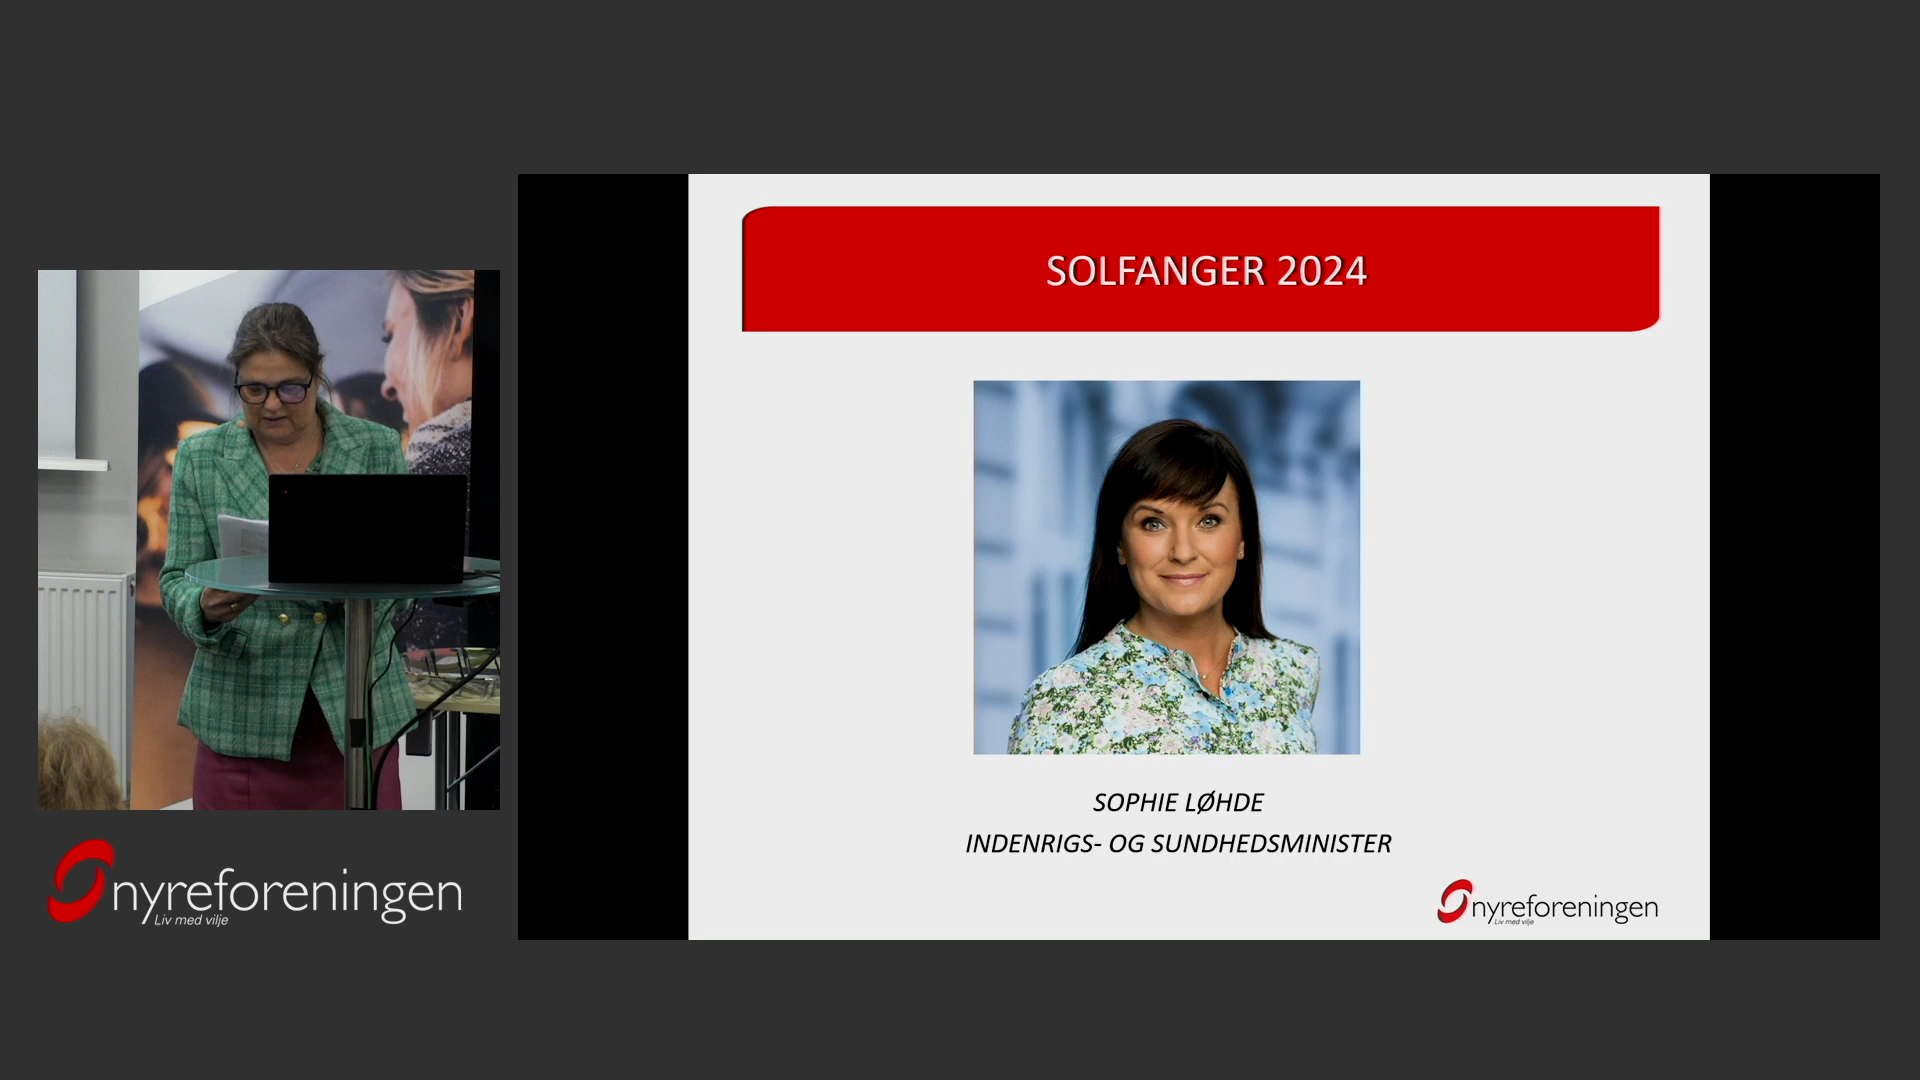 SOLFANGER 2024
SOPHIE LØHDE
INDENRIGS- OG SUNDHEDSMINISTER
nyreforeningen
Liv med vilje
nyreforeningen
Liv med vilje